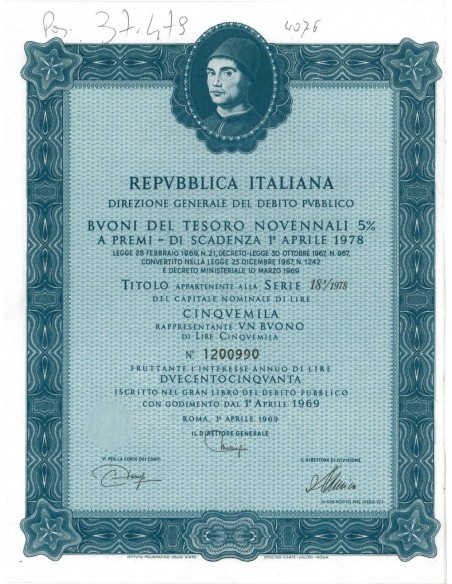 Pos. 37.479 4076
REPVBBLICA ITALIANA
DIREZIONE GENERALE DEL DEBITO PVBBLICO
BVONI DEL TESORO NOVENNALI 5%
A PREMI - DI SCADENZA 1º APRILE 1978
LEGGE 28 FEBBRAIO 1969, N. 21, DECRETO-LEGGE 30 OTTOBRE 1967, N. 967,
CONVERTITO NELLA LEGGE 23 DICEMBRE 1967, N. 1242
E DECRETO MINISTERIALE 10 MARZO 1969
TITOLO APPARTENENTE ALLA SERIE 18ª/1978
DEL CAPITALE NOMINALE DI LIRE
CINQVEMILA
RAPPRESENTANTE VN BVONO
DI LIRE CINQVEMILA
Nº 1200990
FRUTTANTE L'INTERESSE ANNUO DI LIRE
DVECENTOCINQVANTA
ISCRITTO NEL GRAN LIBRO DEL DEBITO PUBBLICO
CON GODIMENTO DAL 1º APRILE 1969
ROMA, 1º APRILE 1969
IL DIRETTORE GENERALE
Vº PER LA CORTE DEI CONTI
IL DIRETTORE DI DIVISIONE
ISTITUTO POLIGRAFICO DELLO STATO
OFFICINA CARTE-VALORI - ROMA